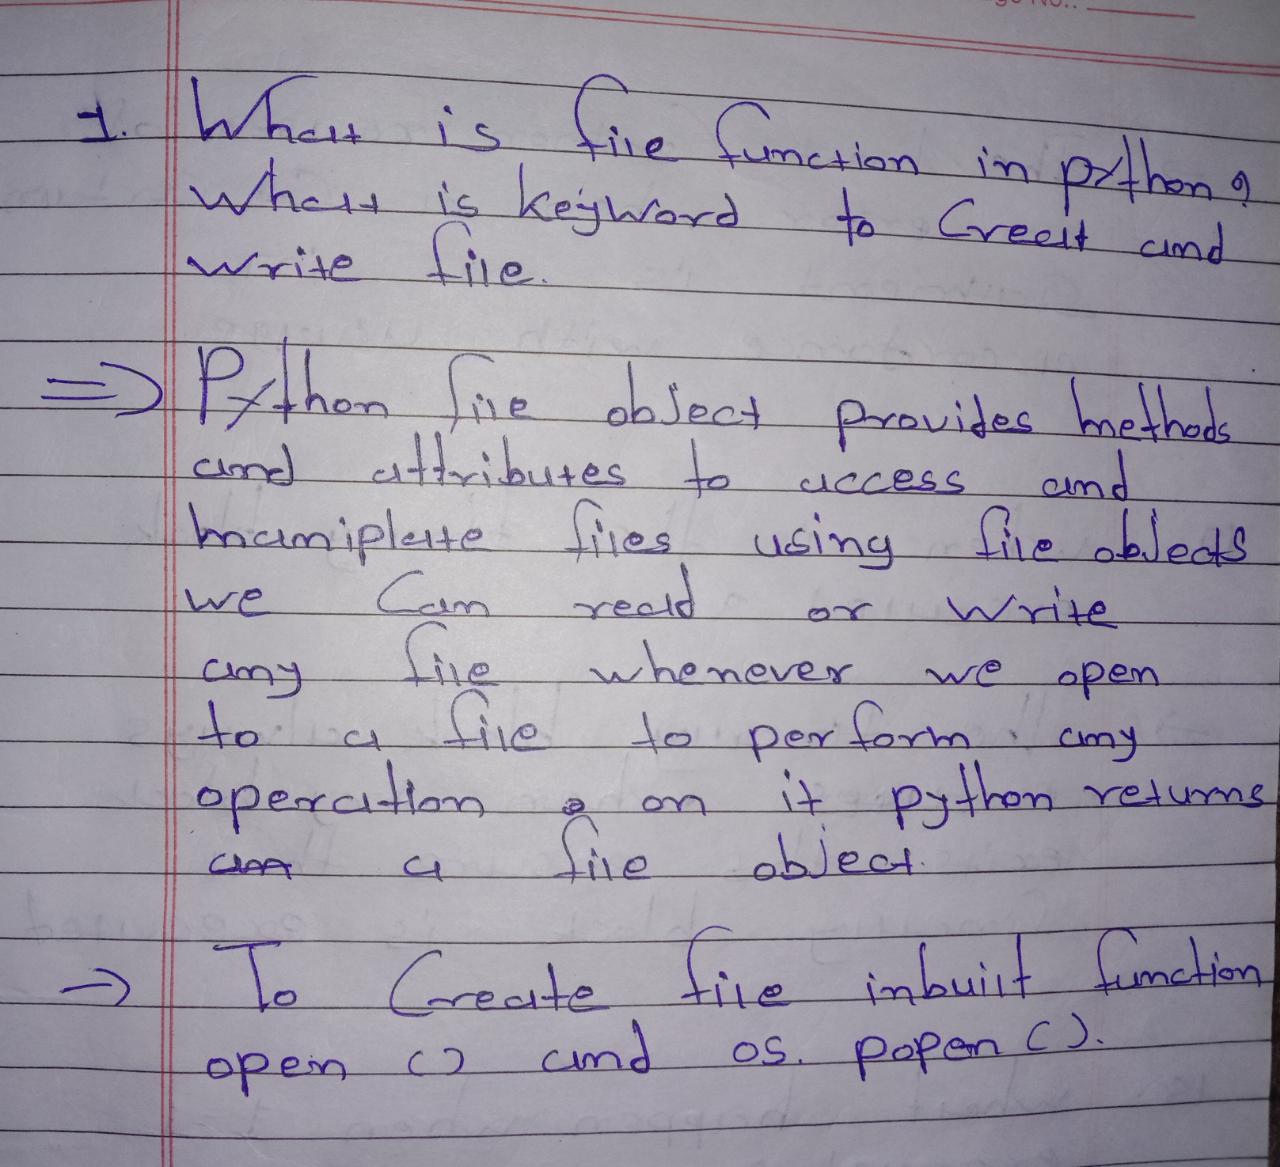 1. What is file function in python?
What is keyword to Creat and
write file.
=> Python file object provides methods
and attributes to access and
maniplate files using file objects
we Can read or write
any file whenever we open
to a file to perform any
operation on it python returns
a file object.
-> To Create file inbuilt function
open () and os. popen ().